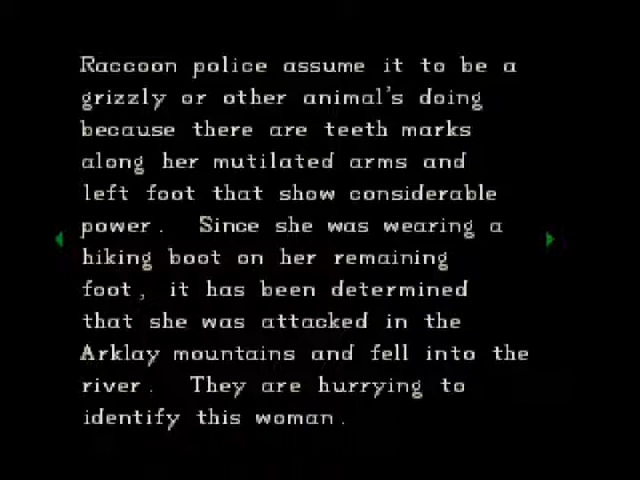 Raccoon police assume it to be a
grizzly or other animal's doing
because there are teeth marks
along her mutilated arms and
left foot that show considerable
power. Since she was wearing a
hiking boot on her remaining
foot, it has been determined
that she was attacked in the
Arklay mountains and fell into the
river. They are hurrying to
identify this woman.